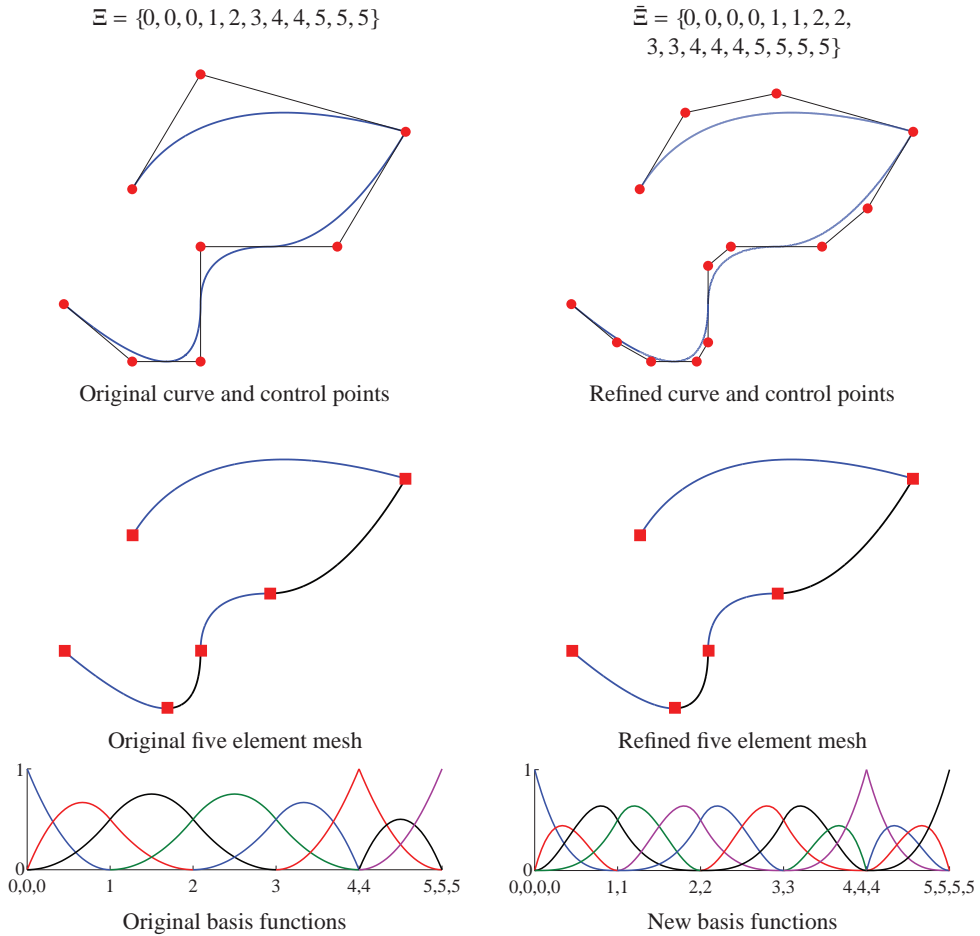 Ξ = {0, 0, 0, 1, 2, 3, 4, 4, 5, 5, 5}
Ξ̄ = {0, 0, 0, 0, 1, 1, 2, 2,
3, 3, 4, 4, 4, 5, 5, 5, 5}
Original curve and control points
Refined curve and control points
Original five element mesh
Refined five element mesh
1
0
0,0,0
1
2
3
4,4
5,5,5
1
0
0,0,0,0
1,1
2,2
3,3
4,4,4
5,5,5,5
Original basis functions
New basis functions